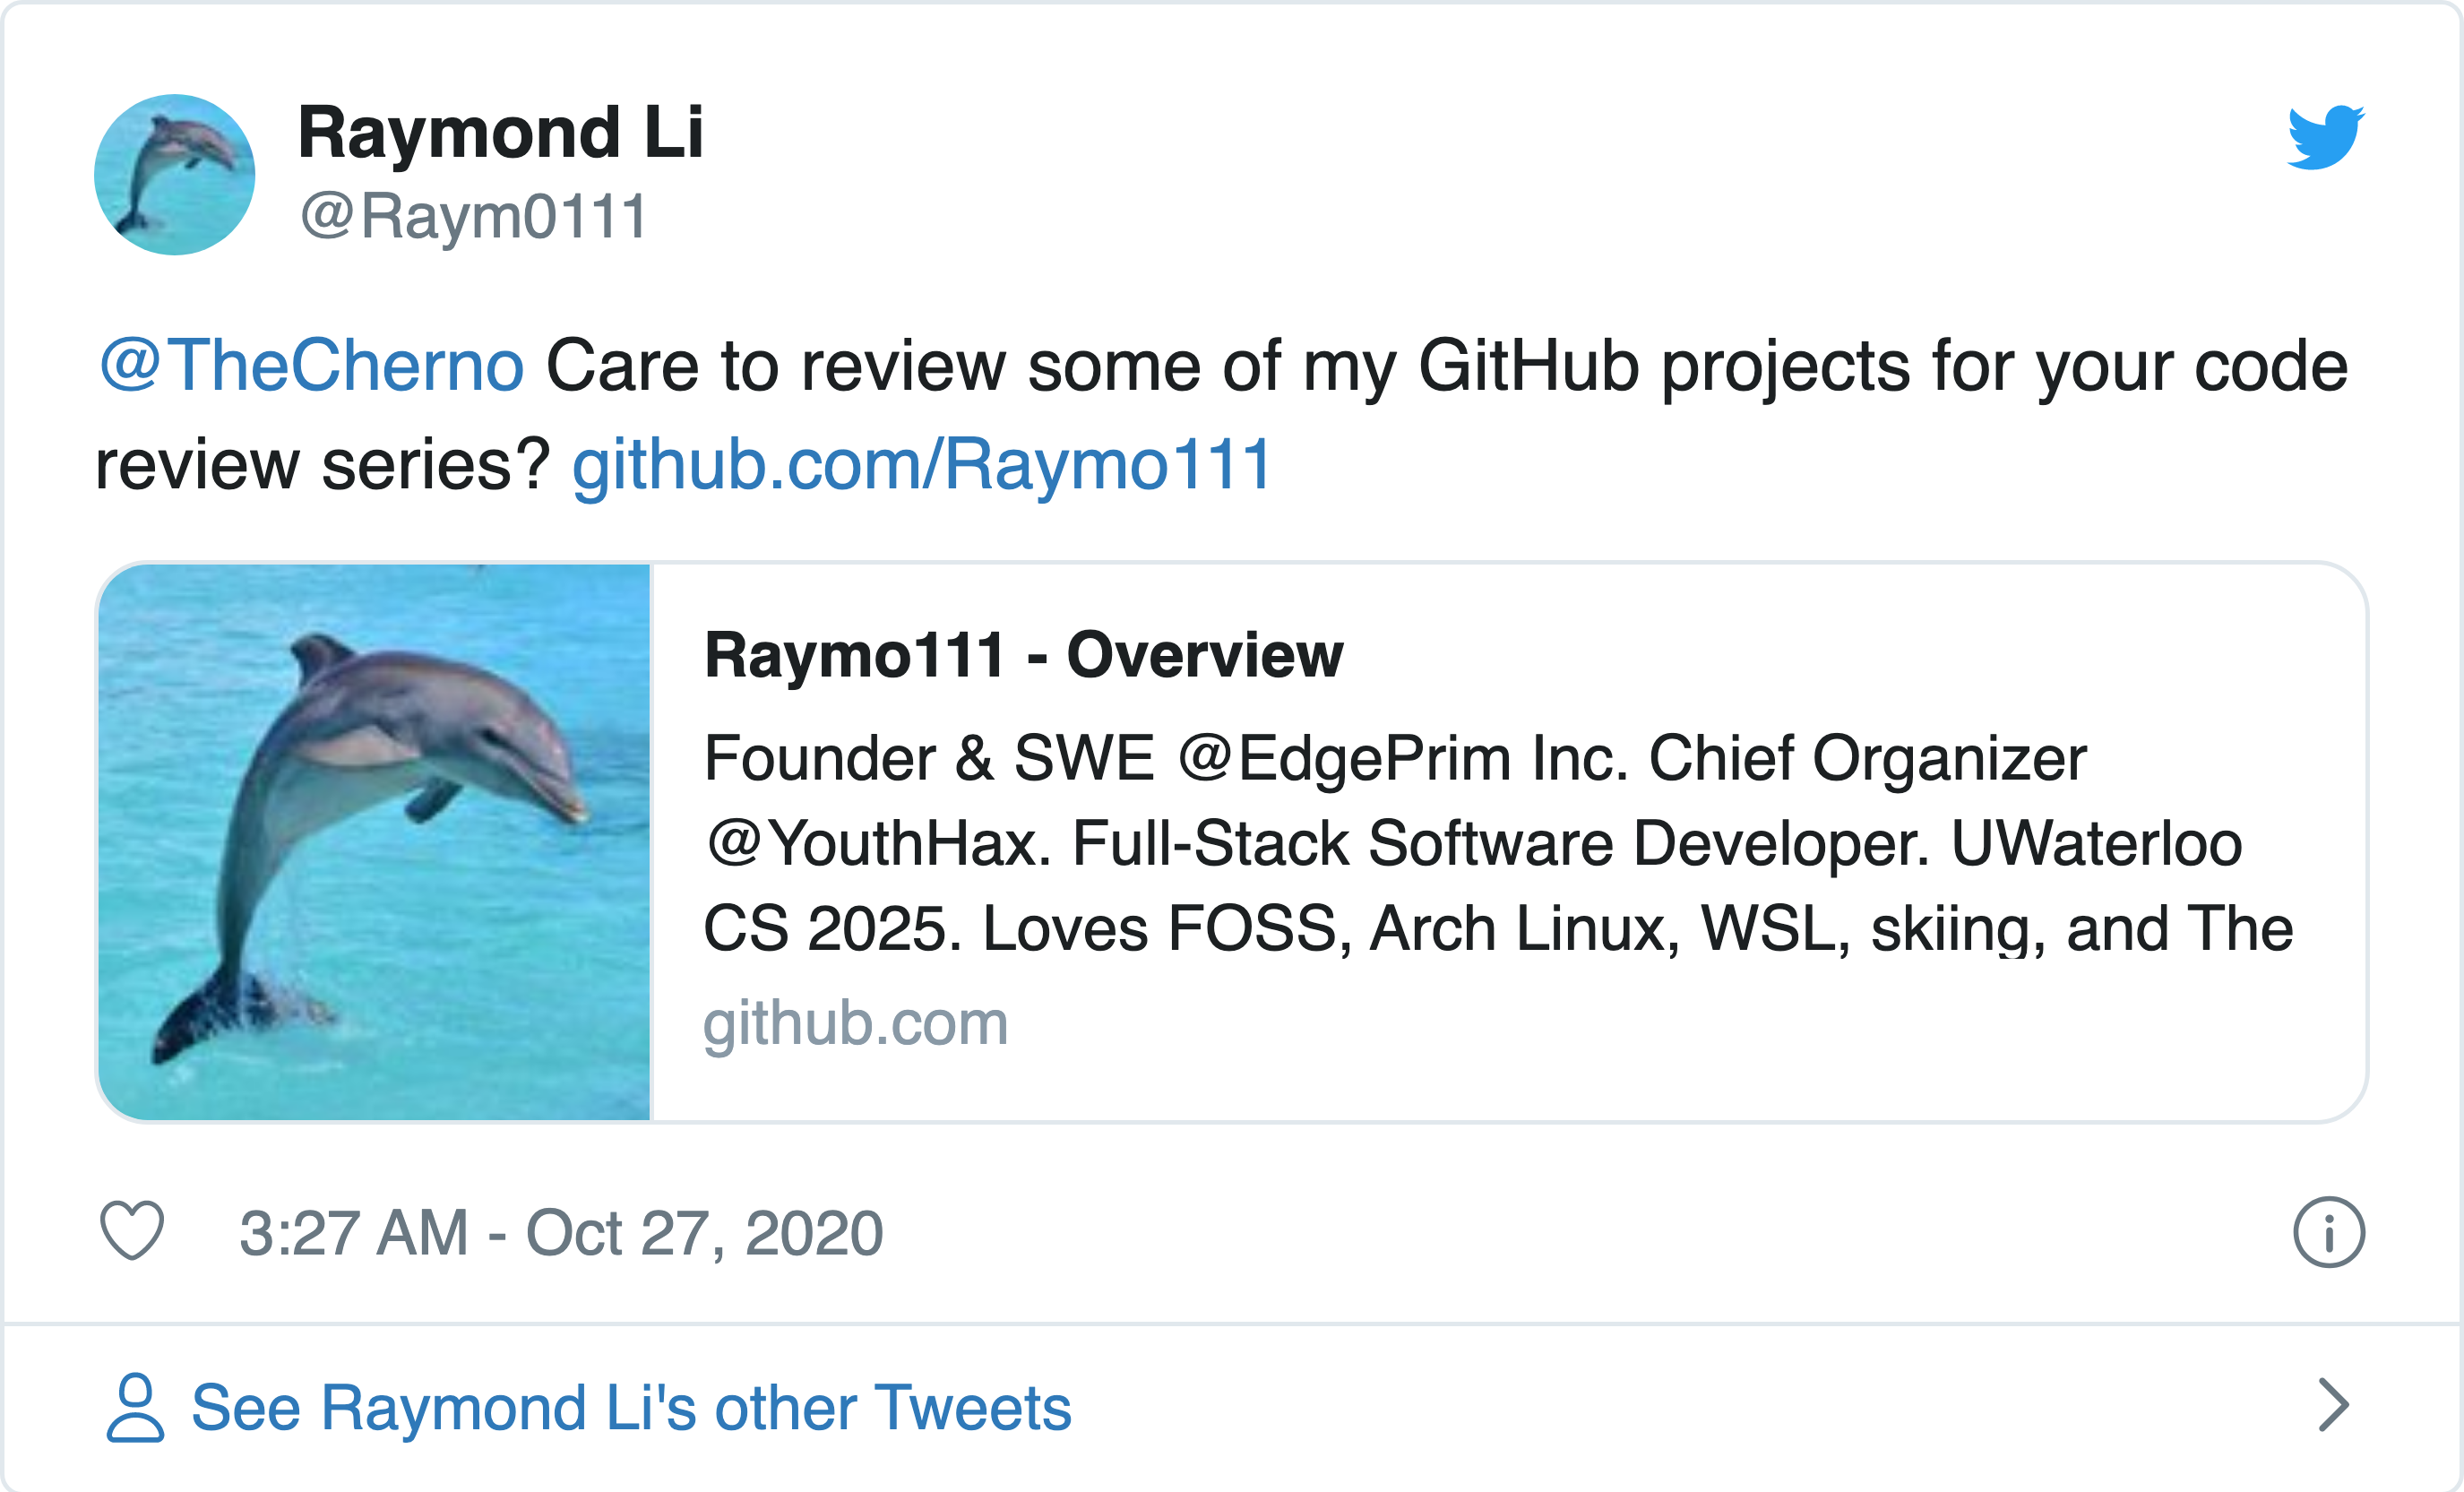 Raymond Li
@Raym0111
@TheCherno Care to review some of my GitHub projects for your code
review series? github.com/Raymo111
Raymo111 - Overview
Founder & SWE @EdgePrim Inc. Chief Organizer
@YouthHax. Full-Stack Software Developer. UWaterloo
CS 2025. Loves FOSS, Arch Linux, WSL, skiing, and The
github.com
3:27 AM - Oct 27, 2020
See Raymond Li's other Tweets